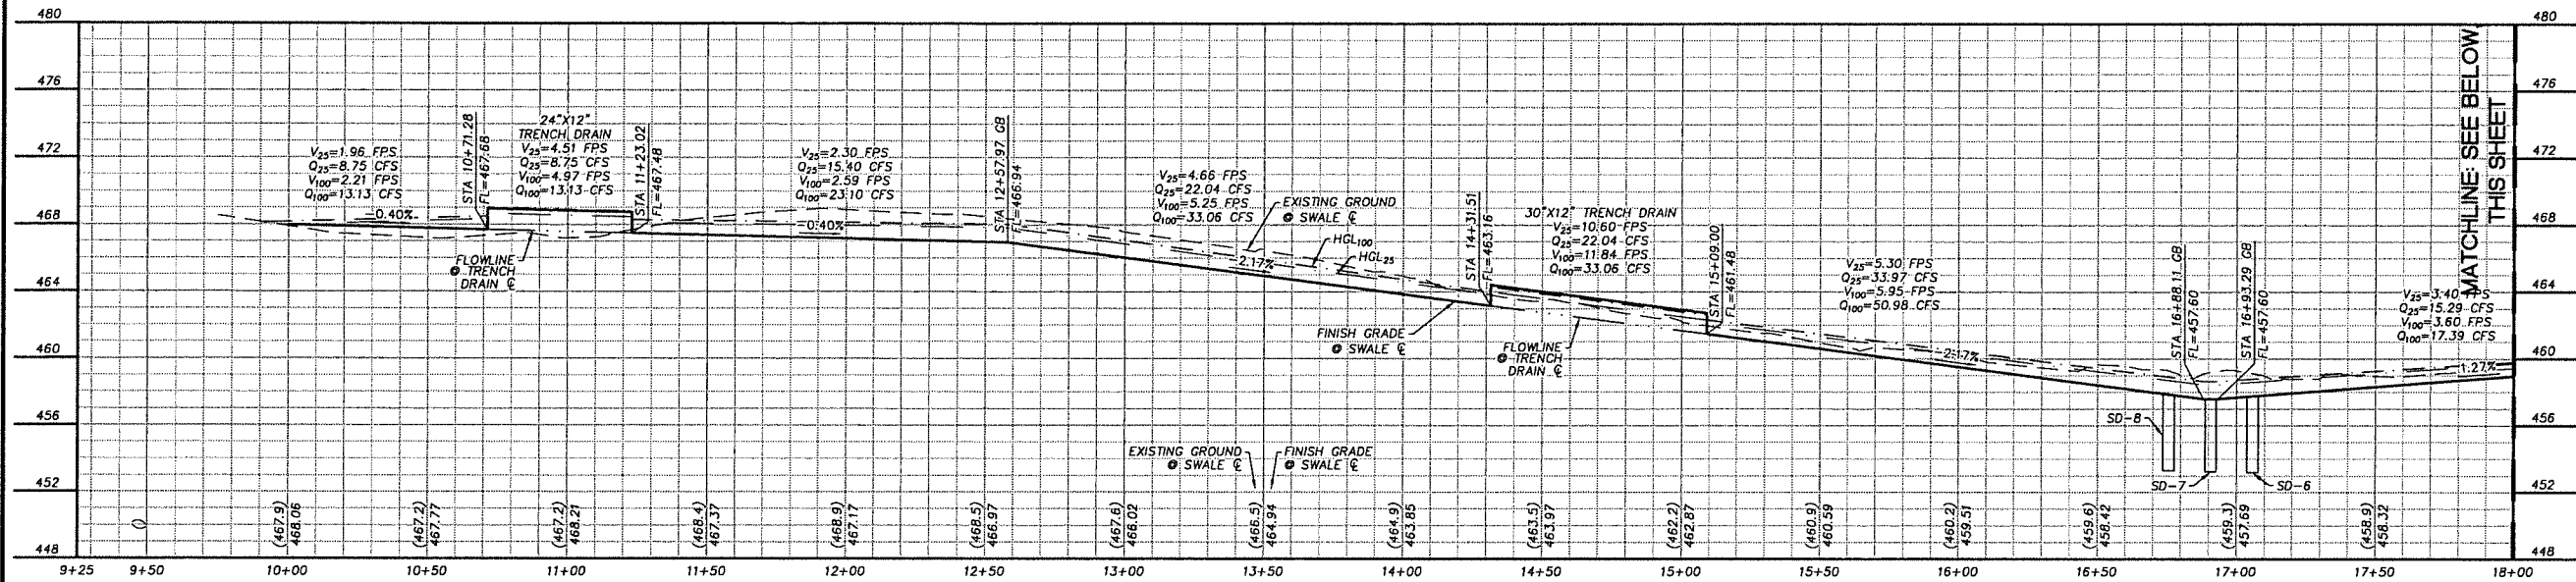 480
476
472
468
464
460
456
452
448
480
476
472
468
464
460
456
452
448
V25=1.96 FPS
Q25=8.75 CFS
V100=2.21 FPS
Q100=13.13 CFS
0.40%
STA 10+71.28
FL=467.68
24"X12"
TRENCH DRAIN
V25=4.51 FPS
Q25=8.75 CFS
V100=4.97 FPS
Q100=13.13 CFS
STA 11+23.02
FL=467.48
FLOWLINE
@ TRENCH
DRAIN ℄
V25=2.30 FPS
Q25=15.40 CFS
V100=2.59 FPS
Q100=23.10 CFS
0.40%
STA 12+57.97 GB
FL=466.94
V25=4.66 FPS
Q25=22.04 CFS
V100=5.25 FPS
Q100=33.06 CFS
EXISTING GROUND
@ SWALE ℄
HGL100
HGL25
2.17%
FINISH GRADE
@ SWALE ℄
STA 14+31.51
FL=463.16
30"X12" TRENCH DRAIN
V25=10.60 FPS
Q25=22.04 CFS
V100=11.84 FPS
Q100=33.06 CFS
FLOWLINE
@ TRENCH
DRAIN ℄
STA 15+09.00
FL=461.48
V25=5.30 FPS
Q25=33.97 CFS
V100=5.95 FPS
Q100=50.98 CFS
2.17%
STA 16+88.11 GB
FL=457.60
STA 16+93.29 GB
FL=457.60
V25=3.40 FPS
Q25=15.29 CFS
V100=3.60 FPS
Q100=17.39 CFS
1.27%
MATCHLINE: SEE BELOW
THIS SHEET
SD-8
SD-7
SD-6
EXISTING GROUND
@ SWALE ℄
FINISH GRADE
@ SWALE ℄
()
(467.9)
468.06
(467.2)
467.77
(467.2)
468.21
(468.4)
467.37
(468.9)
467.17
(468.5)
466.97
(467.6)
466.02
(466.5)
464.94
(464.9)
463.85
(463.5)
463.97
(462.2)
462.87
(460.9)
460.59
(460.2)
459.51
(459.6)
458.42
(459.3)
457.69
(458.9)
458.32
9+25 9+50 10+00 10+50 11+00 11+50 12+00 12+50 13+00 13+50 14+00 14+50 15+00 15+50 16+00 16+50 17+00 17+50 18+00